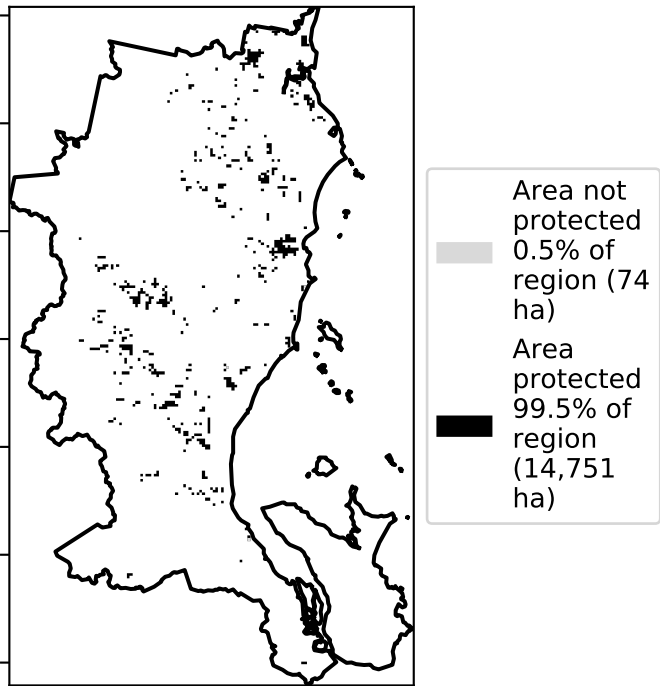 Area not
protected
0.5% of
region (74
ha)
Area
protected
99.5% of
region
(14,751
ha)